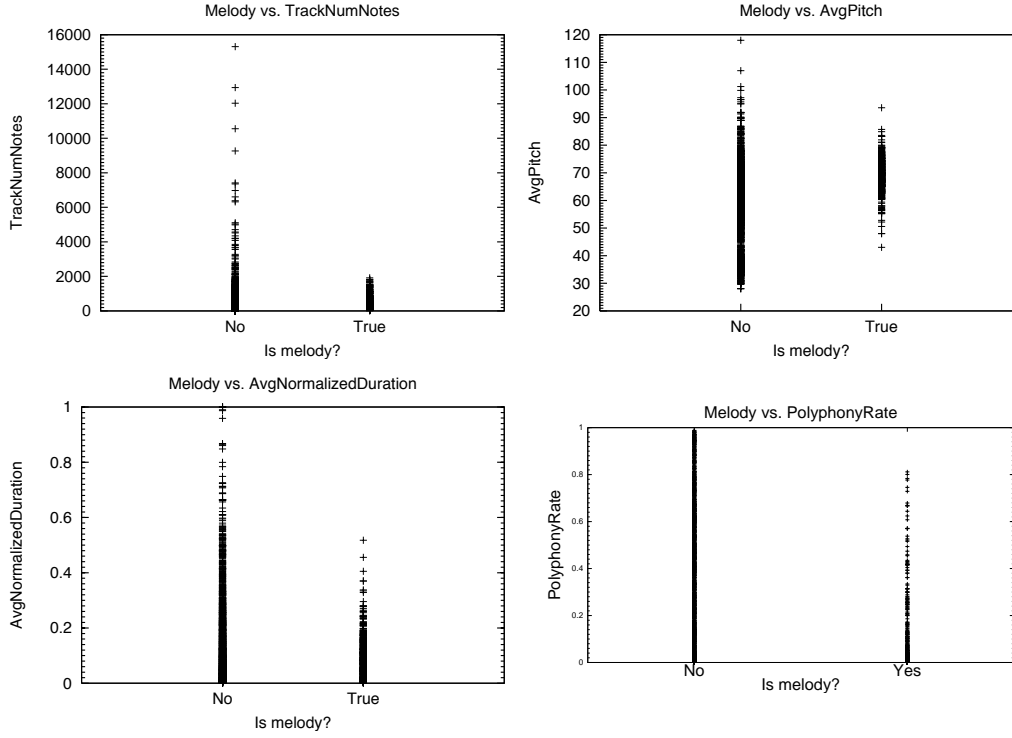 Melody vs. TrackNumNotes
16000
14000
12000
10000
8000
6000
4000
2000
0
TrackNumNotes
No
True
Is melody?
Melody vs. AvgPitch
120
110
100
90
80
70
60
50
40
30
20
AvgPitch
No
True
Is melody?
Melody vs. AvgNormalizedDuration
1
0.8
0.6
0.4
0.2
0
AvgNormalizedDuration
No
True
Is melody?
Melody vs. PolyphonyRate
1
0.8
0.6
0.4
0.2
0
PolyphonyRate
No
Yes
Is melody?